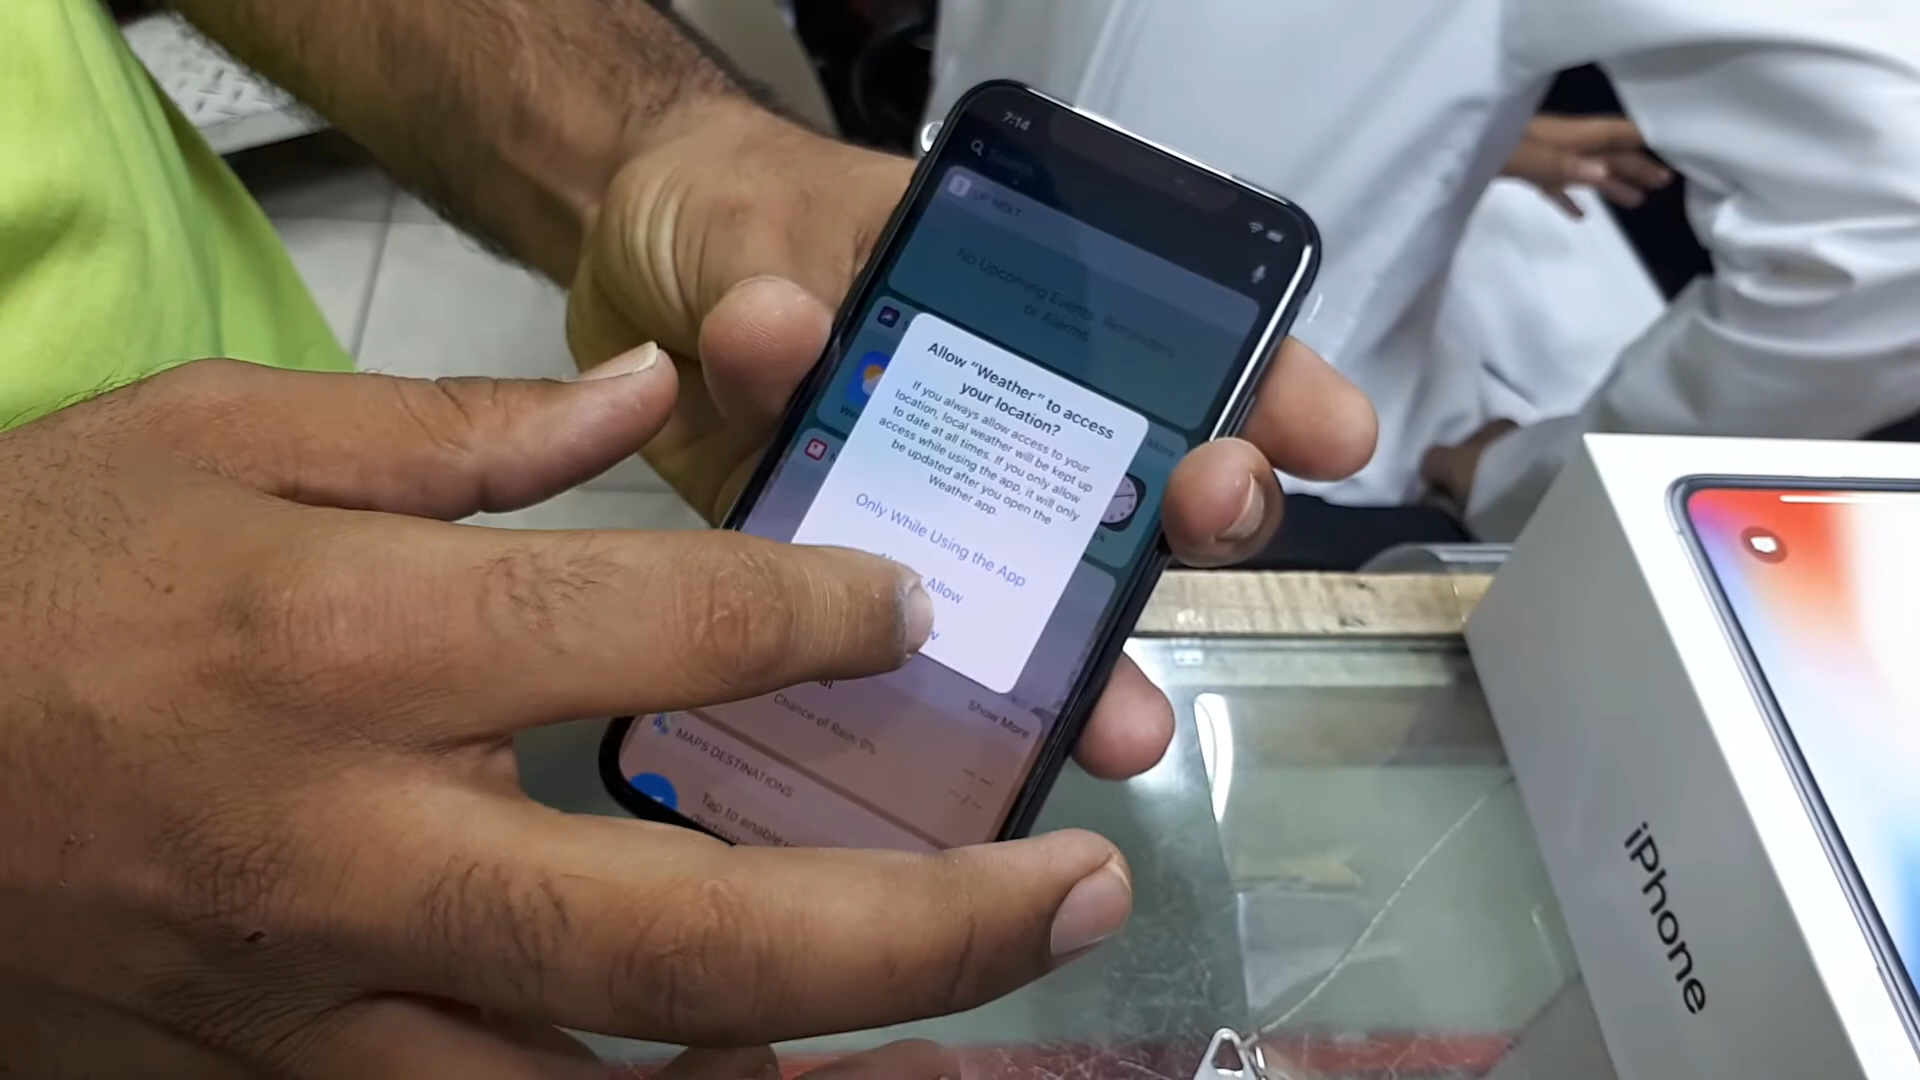 7:14
UP NEXT
No Upcoming Events, Reminders
or Alarms
Allow “Weather” to access
your location?
If you always allow access to your
location, local weather will be kept up
to date at all times. If you only allow
access while using the app, it will only
be updated after you open the
Weather app.
More
Only While Using the App
Allow
Show More
Chance of Rain: 0%
--
--/--
MAPS DESTINATIONS
Tap to enable
iPhone